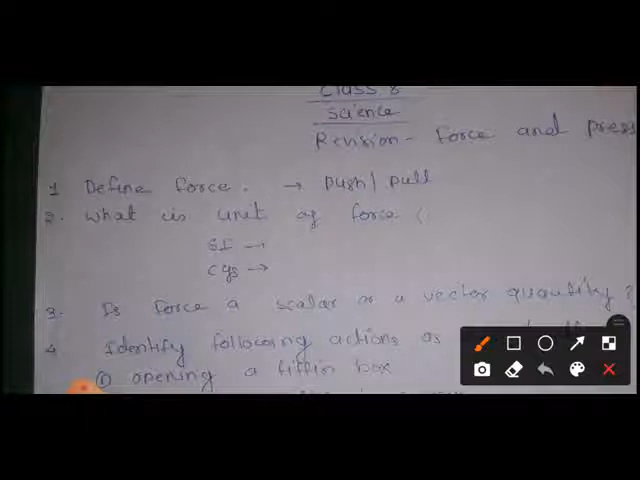 Class 8
Science
Revision - Force and press
1 Define force. → push/pull
2. What is unit of force (
SI →
cgs →
3. Is force a scalar or a vector quantity ?
4 Identify following actions as
① opening a tiffin box